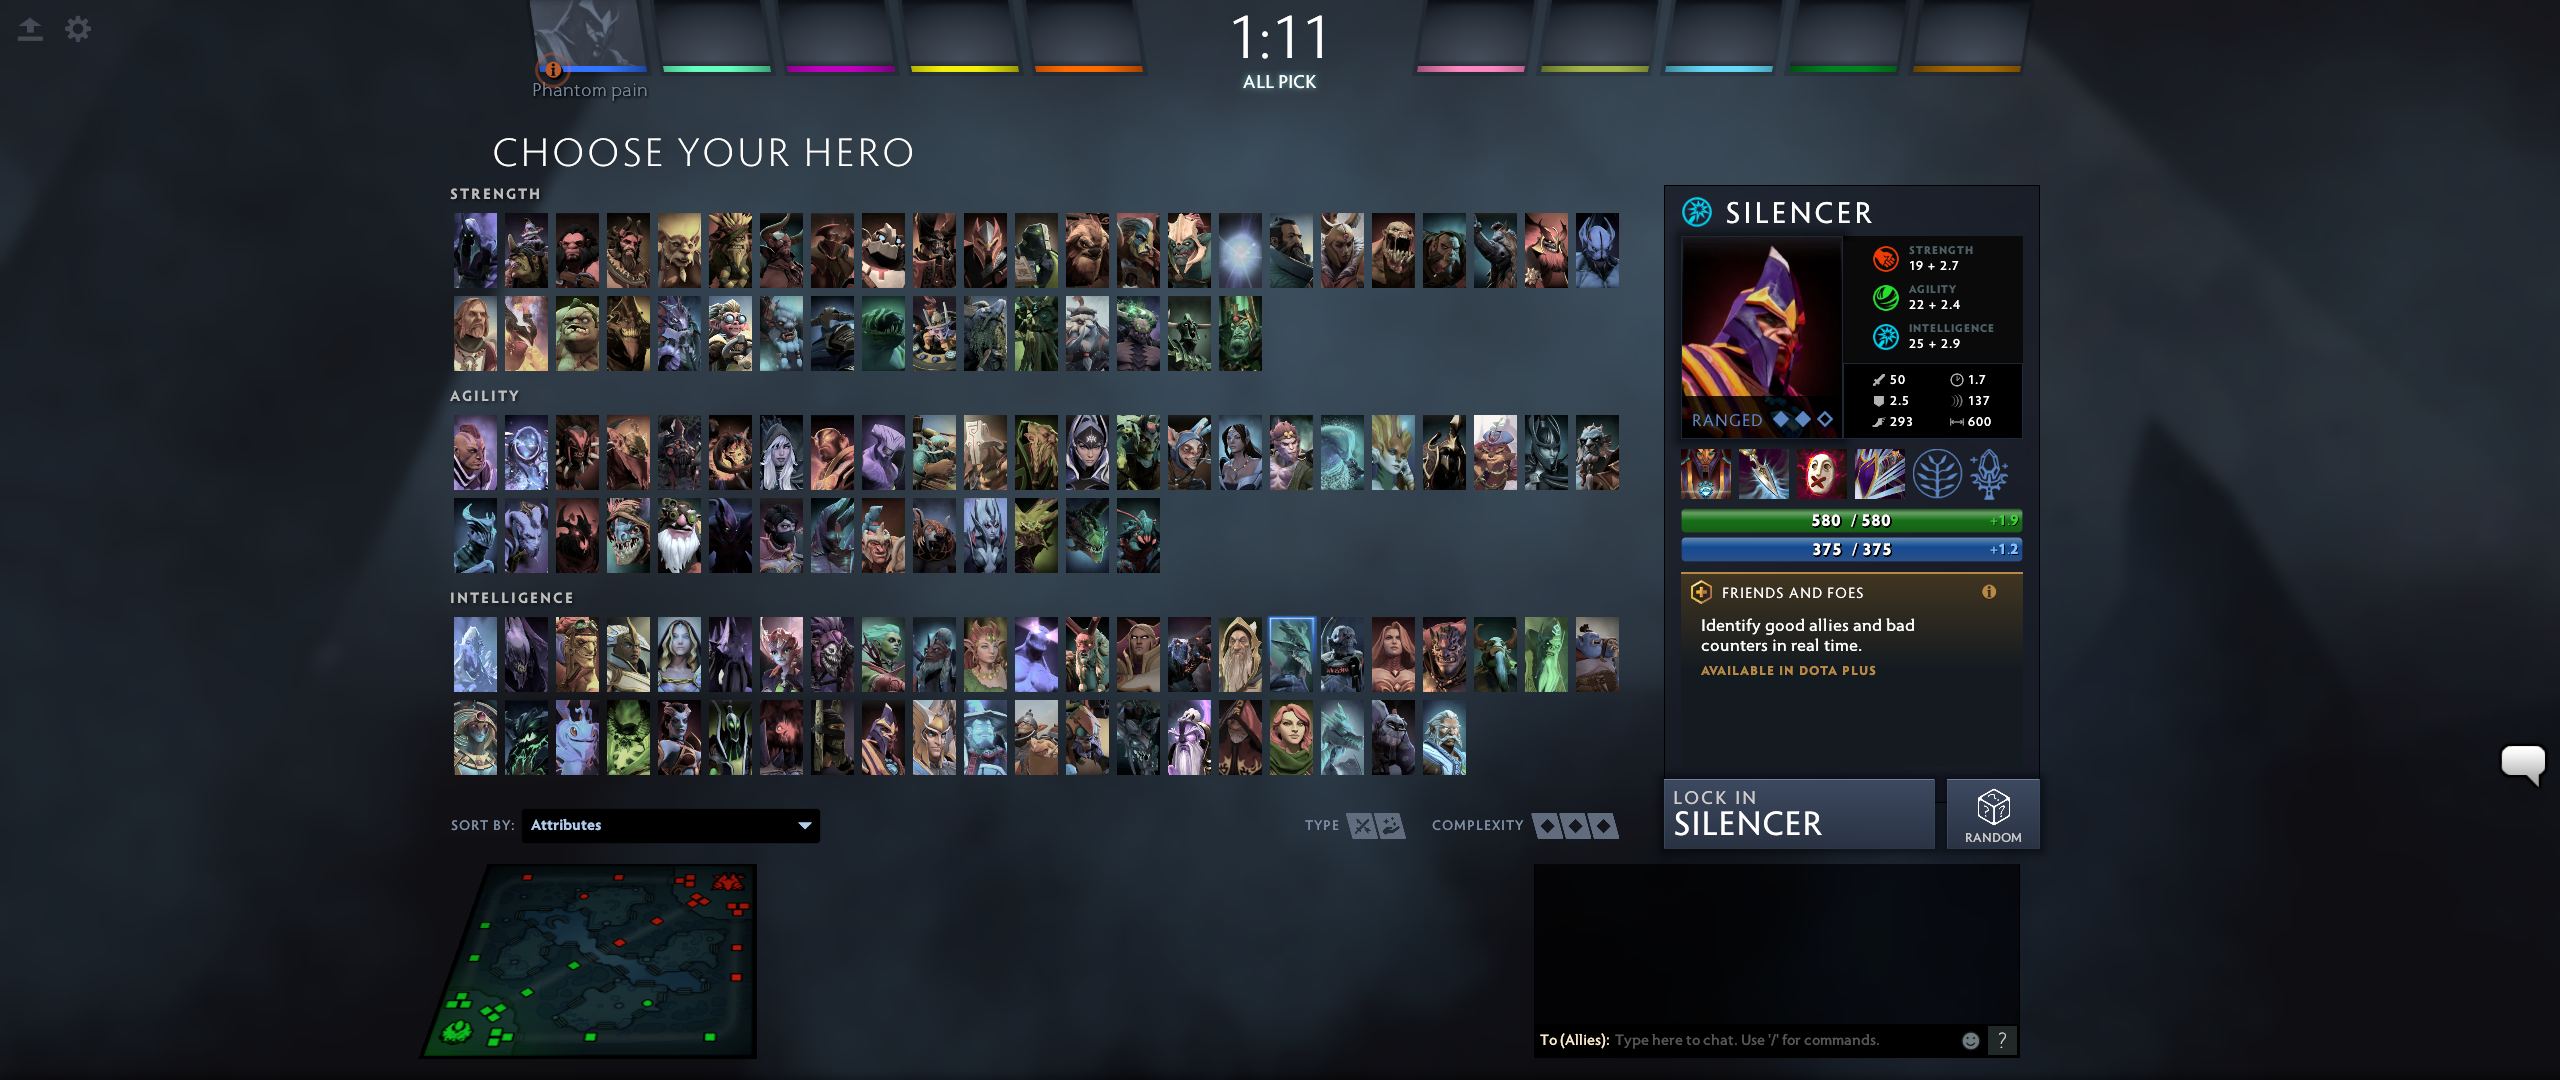 1:11
ALL PICK
Phantom pain
CHOOSE YOUR HERO
STRENGTH
AGILITY
INTELLIGENCE
SILENCER
STRENGTH
19 + 2.7
AGILITY
22 + 2.4
INTELLIGENCE
25 + 2.9
RANGED
50
1.7
2.5
137
293
600
580 / 580
+1.9
375 / 375
+1.2
FRIENDS AND FOES
Identify good allies and bad
counters in real time.
AVAILABLE IN DOTA PLUS
SORT BY: Attributes
TYPE
COMPLEXITY
LOCK IN
SILENCER
RANDOM
To (Allies): Type here to chat. Use '/' for commands.
?